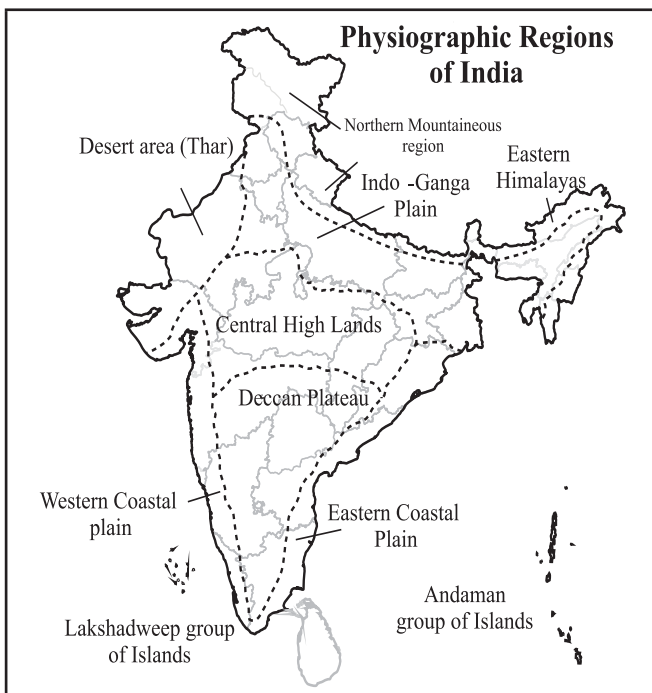 Physiographic Regions
of India
Northern Mountaineous
region
Desert area (Thar)
Eastern
Himalayas
Indo -Ganga
Plain
Central High Lands
Deccan Plateau
Western Coastal
plain
Eastern Coastal
Plain
Andaman
group of Islands
Lakshadweep group
of Islands